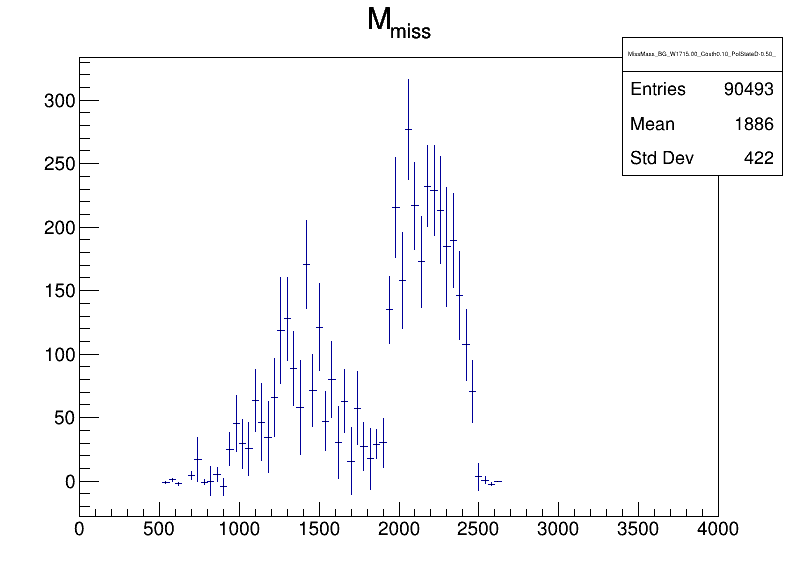 M_miss
MissMass_BG_W1715.00_Costh0.10_PolStateD-0.50_
Entries 90493
Mean 1886
Std Dev 422
300
250
200
150
100
50
0
0 500 1000 1500 2000 2500 3000 3500 4000